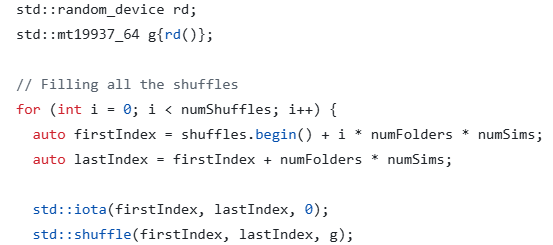 std::random_device rd;
std::mt19937_64 g{rd()};

// Filling all the shuffles
for (int i = 0; i < numShuffles; i++) {
  auto firstIndex = shuffles.begin() + i * numFolders * numSims;
  auto lastIndex = firstIndex + numFolders * numSims;

  std::iota(firstIndex, lastIndex, 0);
  std::shuffle(firstIndex, lastIndex, g);